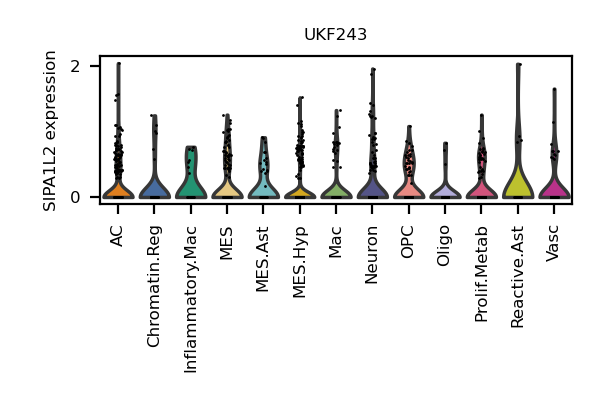 UKF243
SIPA1L2 expression
2
0
AC
Chromatin.Reg
Inflammatory.Mac
MES
MES.Ast
MES.Hyp
Mac
Neuron
OPC
Oligo
Prolif.Metab
Reactive.Ast
Vasc